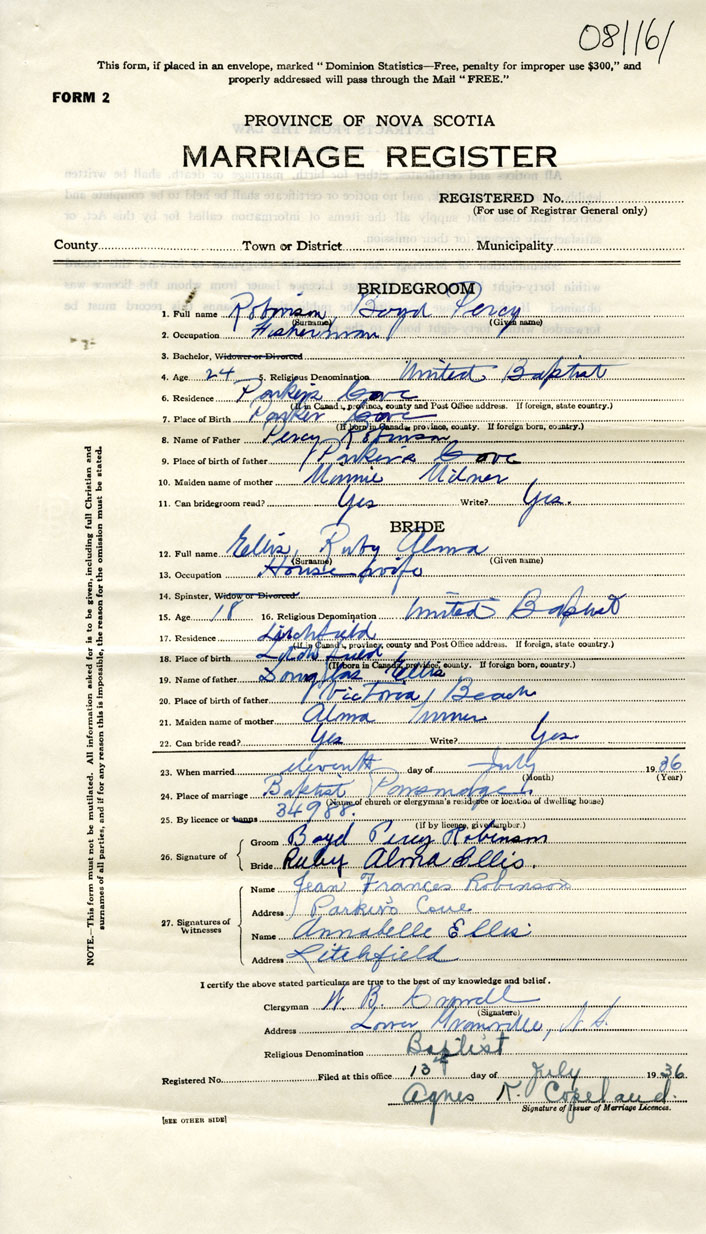 08116/
This form, if placed in an envelope, marked "Dominion Statistics—Free, penalty for improper use $300," and
properly addressed will pass through the Mail "FREE."
FORM 2
PROVINCE OF NOVA SCOTIA
MARRIAGE REGISTER
REGISTERED No.
(For use of Registrar General only)
County Town or District Municipality
BRIDEGROOM
1. Full name Robinson, Boyd Percy
(Surname) (Given name)
2. Occupation Fisherman
3. Bachelor, Widower or Divorced
4. Age 24 5. Religious Denomination United Baptist
6. Residence Parkers Cove
(If in Canada, province, county and Post Office address. If foreign, state country.)
7. Place of Birth Parker Cove
(If born in Canada, province, county. If foreign born, country.)
8. Name of Father Percy Robinson
9. Place of birth of father Parkers Cove
10. Maiden name of mother Minnie Milner
11. Can bridegroom read? Yes Write? Yes.
BRIDE
12. Full name Ellis, Ruby Alma
(Surname) (Given name)
13. Occupation House wife
14. Spinster, Widow or Divorced
15. Age 18 16. Religious Denomination United Baptist
17. Residence Litchfield
(If in Canada, province, county and Post Office address. If foreign, state country.)
18. Place of birth Litchfield
(If born in Canada, province, county. If foreign born, country.)
19. Name of father Douglas Ellis
20. Place of birth of father Victoria Beach
21. Maiden name of mother Alma
22. Can bride read? Yes Write? Yes.
23. When married eleventh day of July 1936
(Month) (Year)
24. Place of marriage Baptist Parsonage
(Name of church or clergyman's residence or location of dwelling house)
25. By licence or banns 34988.
(If by licence, give number.)
26. Signature of Groom Boyd Percy Robinson
Bride Ruby Alma Ellis.
27. Signatures of Witnesses
Name Jean Frances Robinson
Address Parker's Cove
Name Annabelle Ellis
Address Litchfield
I certify the above stated particulars are true to the best of my knowledge and belief.
Clergyman W. B. Crowell
(Signature)
Address Lower Granville, N.S.
Religious Denomination Baptist
Registered No. Filed at this office 13th day of July 1936
Agnes K. Copeland.
Signature of Issuer of Marriage Licences.
[SEE OTHER SIDE]
NOTE.—This form must not be mutilated. All information asked for is to be given, including full Christian and
surnames of all parties, and if for any reason this is impossible, the reason for the omission must be stated.